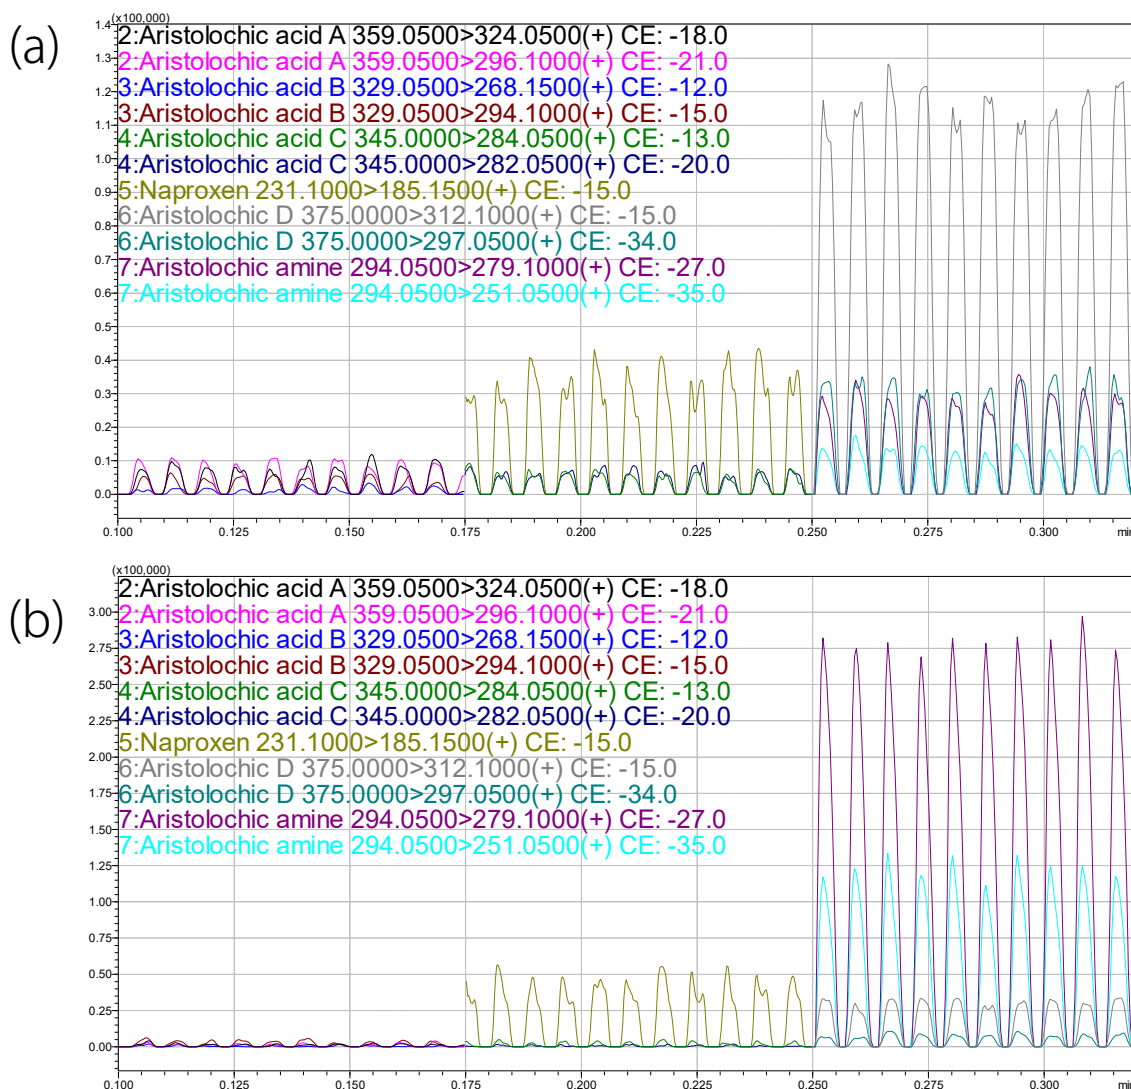 (a)
(x100,000)
1.4
2:Aristolochic acid A 359.0500>324.0500(+) CE: -18.0
2:Aristolochic acid A 359.0500>296.1000(+) CE: -21.0
1.3
3:Aristolochic acid B 329.0500>268.1500(+) CE: -12.0
1.2
3:Aristolochic acid B 329.0500>294.1000(+) CE: -15.0
1.1
4:Aristolochic acid C 345.0000>284.0500(+) CE: -13.0
4:Aristolochic acid C 345.0000>282.0500(+) CE: -20.0
1.0
5:Naproxen 231.1000>185.1500(+) CE: -15.0
0.9
6:Aristolochic D 375.0000>312.1000(+) CE: -15.0
0.8
6:Aristolochic D 375.0000>297.0500(+) CE: -34.0
7:Aristolochic amine 294.0500>279.1000(+) CE: -27.0
0.7
7:Aristolochic amine 294.0500>251.0500(+) CE: -35.0
0.6
0.5
0.4
0.3
0.2
0.1
0.0
0.100 0.125 0.150 0.175 0.200 0.225 0.250 0.275 0.300 min
(b)
(x100,000)
2:Aristolochic acid A 359.0500>324.0500(+) CE: -18.0
3.00
2:Aristolochic acid A 359.0500>296.1000(+) CE: -21.0
3:Aristolochic acid B 329.0500>268.1500(+) CE: -12.0
2.75
3:Aristolochic acid B 329.0500>294.1000(+) CE: -15.0
2.50
4:Aristolochic acid C 345.0000>284.0500(+) CE: -13.0
4:Aristolochic acid C 345.0000>282.0500(+) CE: -20.0
2.25
5:Naproxen 231.1000>185.1500(+) CE: -15.0
2.00
6:Aristolochic D 375.0000>312.1000(+) CE: -15.0
1.75
6:Aristolochic D 375.0000>297.0500(+) CE: -34.0
7:Aristolochic amine 294.0500>279.1000(+) CE: -27.0
1.50
7:Aristolochic amine 294.0500>251.0500(+) CE: -35.0
1.25
1.00
0.75
0.50
0.25
0.00
0.100 0.125 0.150 0.175 0.200 0.225 0.250 0.275 0.300 min